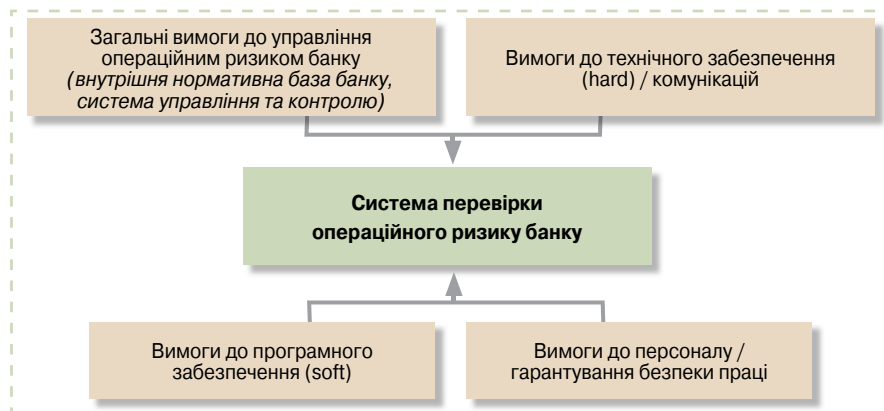 Загальні вимоги до управління
операційним ризиком банку
(внутрішня нормативна база банку,
система управління та контролю)
Вимоги до технічного забезпечення
(hard) / комунікацій
Система перевірки
операційного ризику банку
Вимоги до програмного
забезпечення (soft)
Вимоги до персоналу /
гарантування безпеки праці